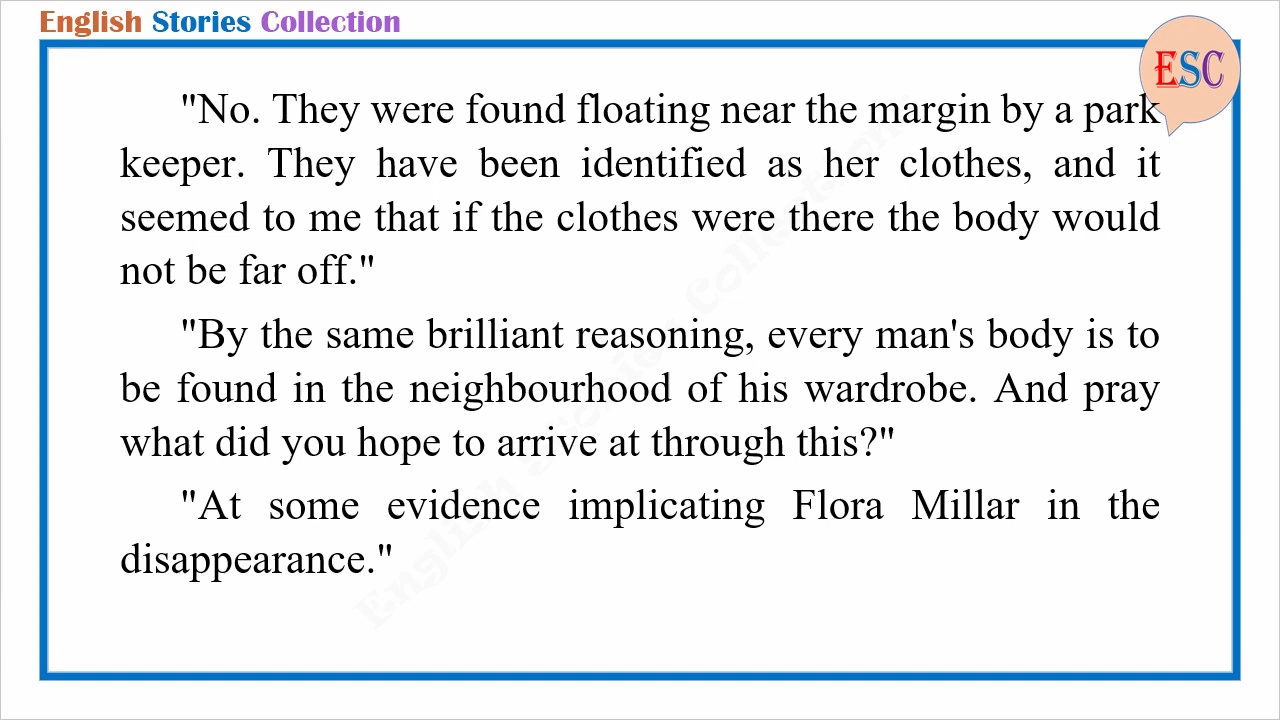 English Stories Collection
ESC
"No. They were found floating near the margin by a park
keeper. They have been identified as her clothes, and it
seemed to me that if the clothes were there the body would
not be far off."
"By the same brilliant reasoning, every man's body is to
be found in the neighbourhood of his wardrobe. And pray
what did you hope to arrive at through this?"
"At some evidence implicating Flora Millar in the
disappearance."
English Stories Collection